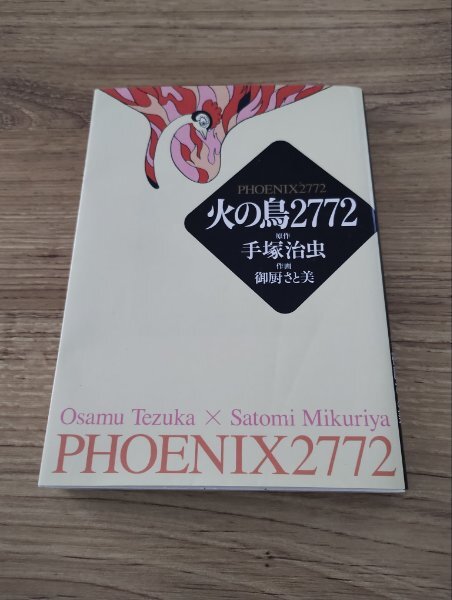 PHOENIX2772
火の鳥2772
原作
手塚治虫
作画
御厨さと美
Osamu Tezuka × Satomi Mikuriya
PHOENIX2772